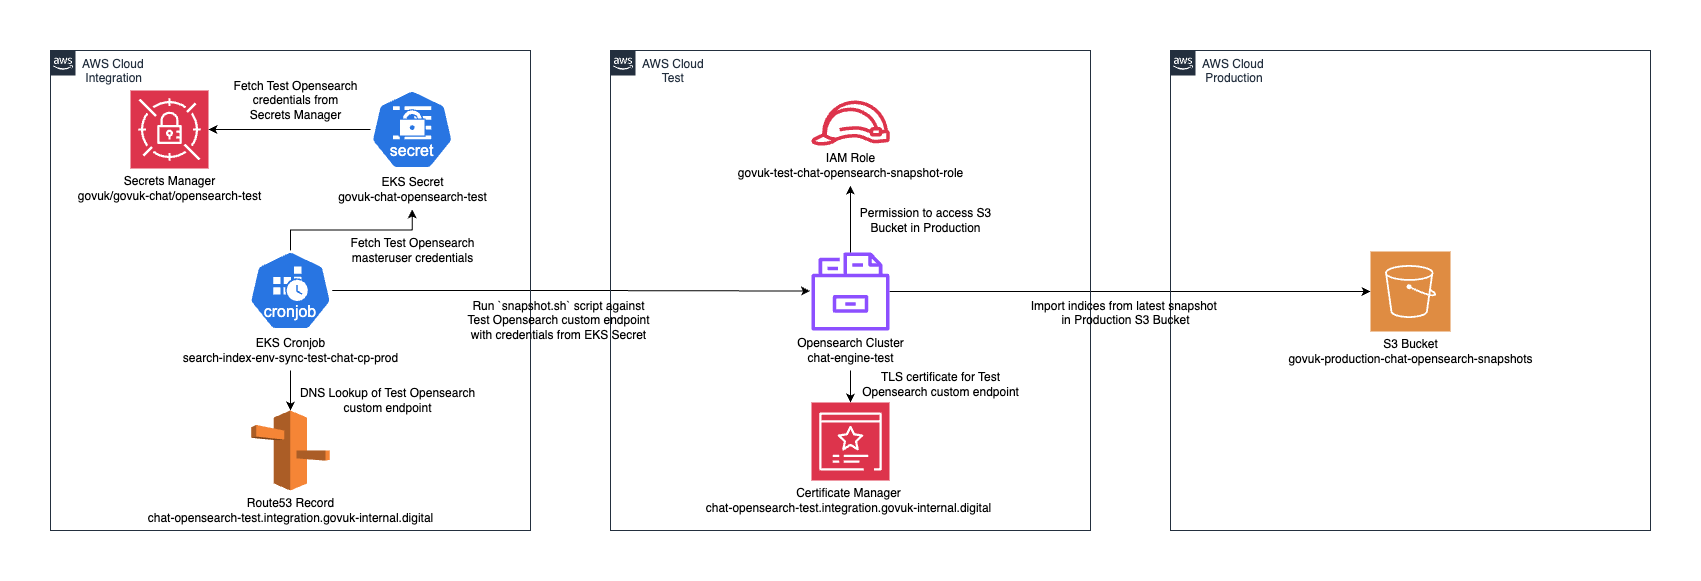 aws
AWS Cloud
Integration
Fetch Test Opensearch
credentials from
Secrets Manager
secret
Secrets Manager
govuk/govuk-chat/opensearch-test
EKS Secret
govuk-chat-opensearch-test
Fetch Test Opensearch
masteruser credentials
cronjob
EKS Cronjob
search-index-env-sync-test-chat-cp-prod
DNS Lookup of Test Opensearch
custom endpoint
Route53 Record
chat-opensearch-test.integration.govuk-internal.digital
Run `snapshot.sh` script against
Test Opensearch custom endpoint
with credentials from EKS Secret
aws
AWS Cloud
Test
IAM Role
govuk-test-chat-opensearch-snapshot-role
Permission to access S3
Bucket in Production
Opensearch Cluster
chat-engine-test
TLS certificate for Test
Opensearch custom endpoint
Certificate Manager
chat-opensearch-test.integration.govuk-internal.digital
Import indices from latest snapshot
in Production S3 Bucket
aws
AWS Cloud
Production
S3 Bucket
govuk-production-chat-opensearch-snapshots